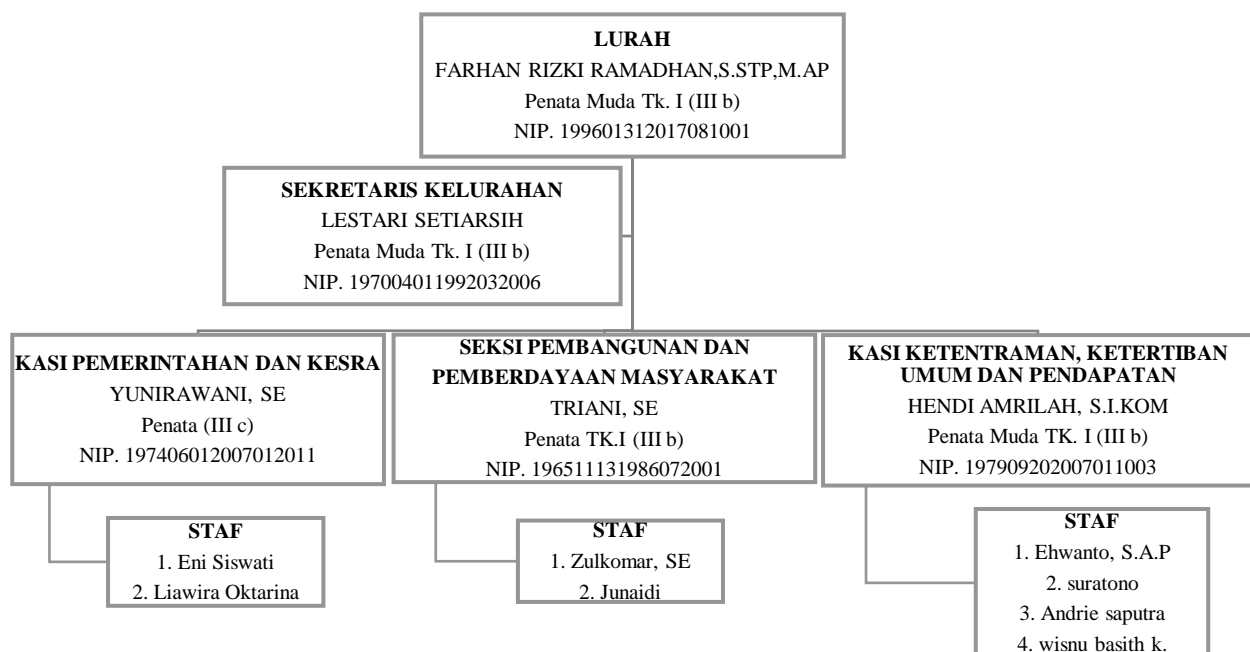 LURAH
FARHAN RIZKI RAMADHAN,S.STP,M.AP
Penata Muda Tk. I (III b)
NIP. 199601312017081001
SEKRETARIS KELURAHAN
LESTARI SETIARSIH
Penata Muda Tk. I (III b)
NIP. 197004011992032006
KASI PEMERINTAHAN DAN KESRA
YUNIRAWANI, SE
Penata (III c)
NIP. 197406012007012011
STAF
1. Eni Siswati
2. Liawira Oktarina
SEKSI PEMBANGUNAN DAN
PEMBERDAYAAN MASYARAKAT
TRIANI, SE
Penata TK.I (III b)
NIP. 196511131986072001
STAF
1. Zulkomar, SE
2. Junaidi
KASI KETENTRAMAN, KETERTIBAN
UMUM DAN PENDAPATAN
HENDI AMRILAH, S.I.KOM
Penata Muda TK. I (III b)
NIP. 197909202007011003
STAF
1. Ehwanto, S.A.P
2. suratono
3. Andrie saputra
4. wisnu basith k.